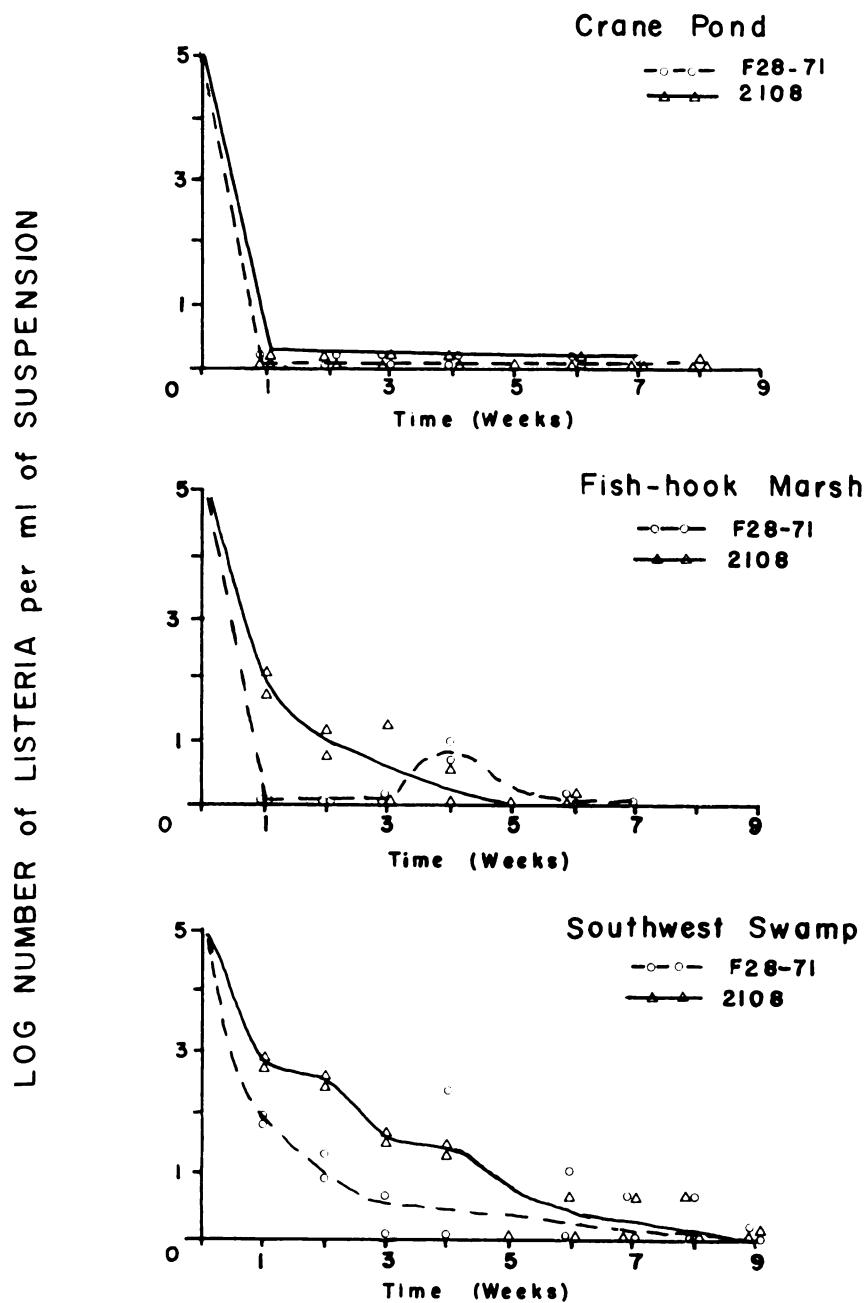 LOG NUMBER of LISTERIA per ml of SUSPENSION
Crane Pond
F28-71
2108
5
3
1
0
1 3 5 7 9
Time (Weeks)
Fish-hook Marsh
F28-71
2108
5
3
1
0
1 3 5 7 9
Time (Weeks)
Southwest Swamp
F28-71
2108
5
3
1
0
1 3 5 7 9
Time (Weeks)